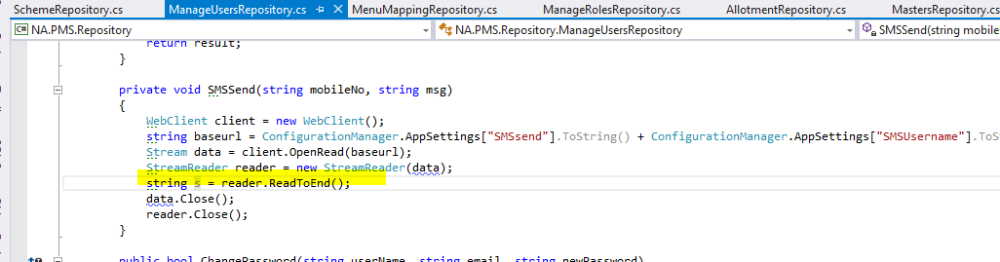 SchemeRepository.cs ManageUsersRepository.cs MenuMappingRepository.cs ManageRolesRepository.cs AllotmentRepository.cs MastersRepository.cs
C# NA.PMS.Repository NA.PMS.Repository.ManageUsersRepository SMSSend(string mobile
return result;
}
private void SMSSend(string mobileNo, string msg)
{
WebClient client = new WebClient();
string baseurl = ConfigurationManager.AppSettings["SMSsend"].ToString() + ConfigurationManager.AppSettings["SMSUsername"].ToS
Stream data = client.OpenRead(baseurl);
StreamReader reader = new StreamReader(data);
string s = reader.ReadToEnd();
data.Close();
reader.Close();
}
public bool ChangePassword(string userName, string email, string newPassword)